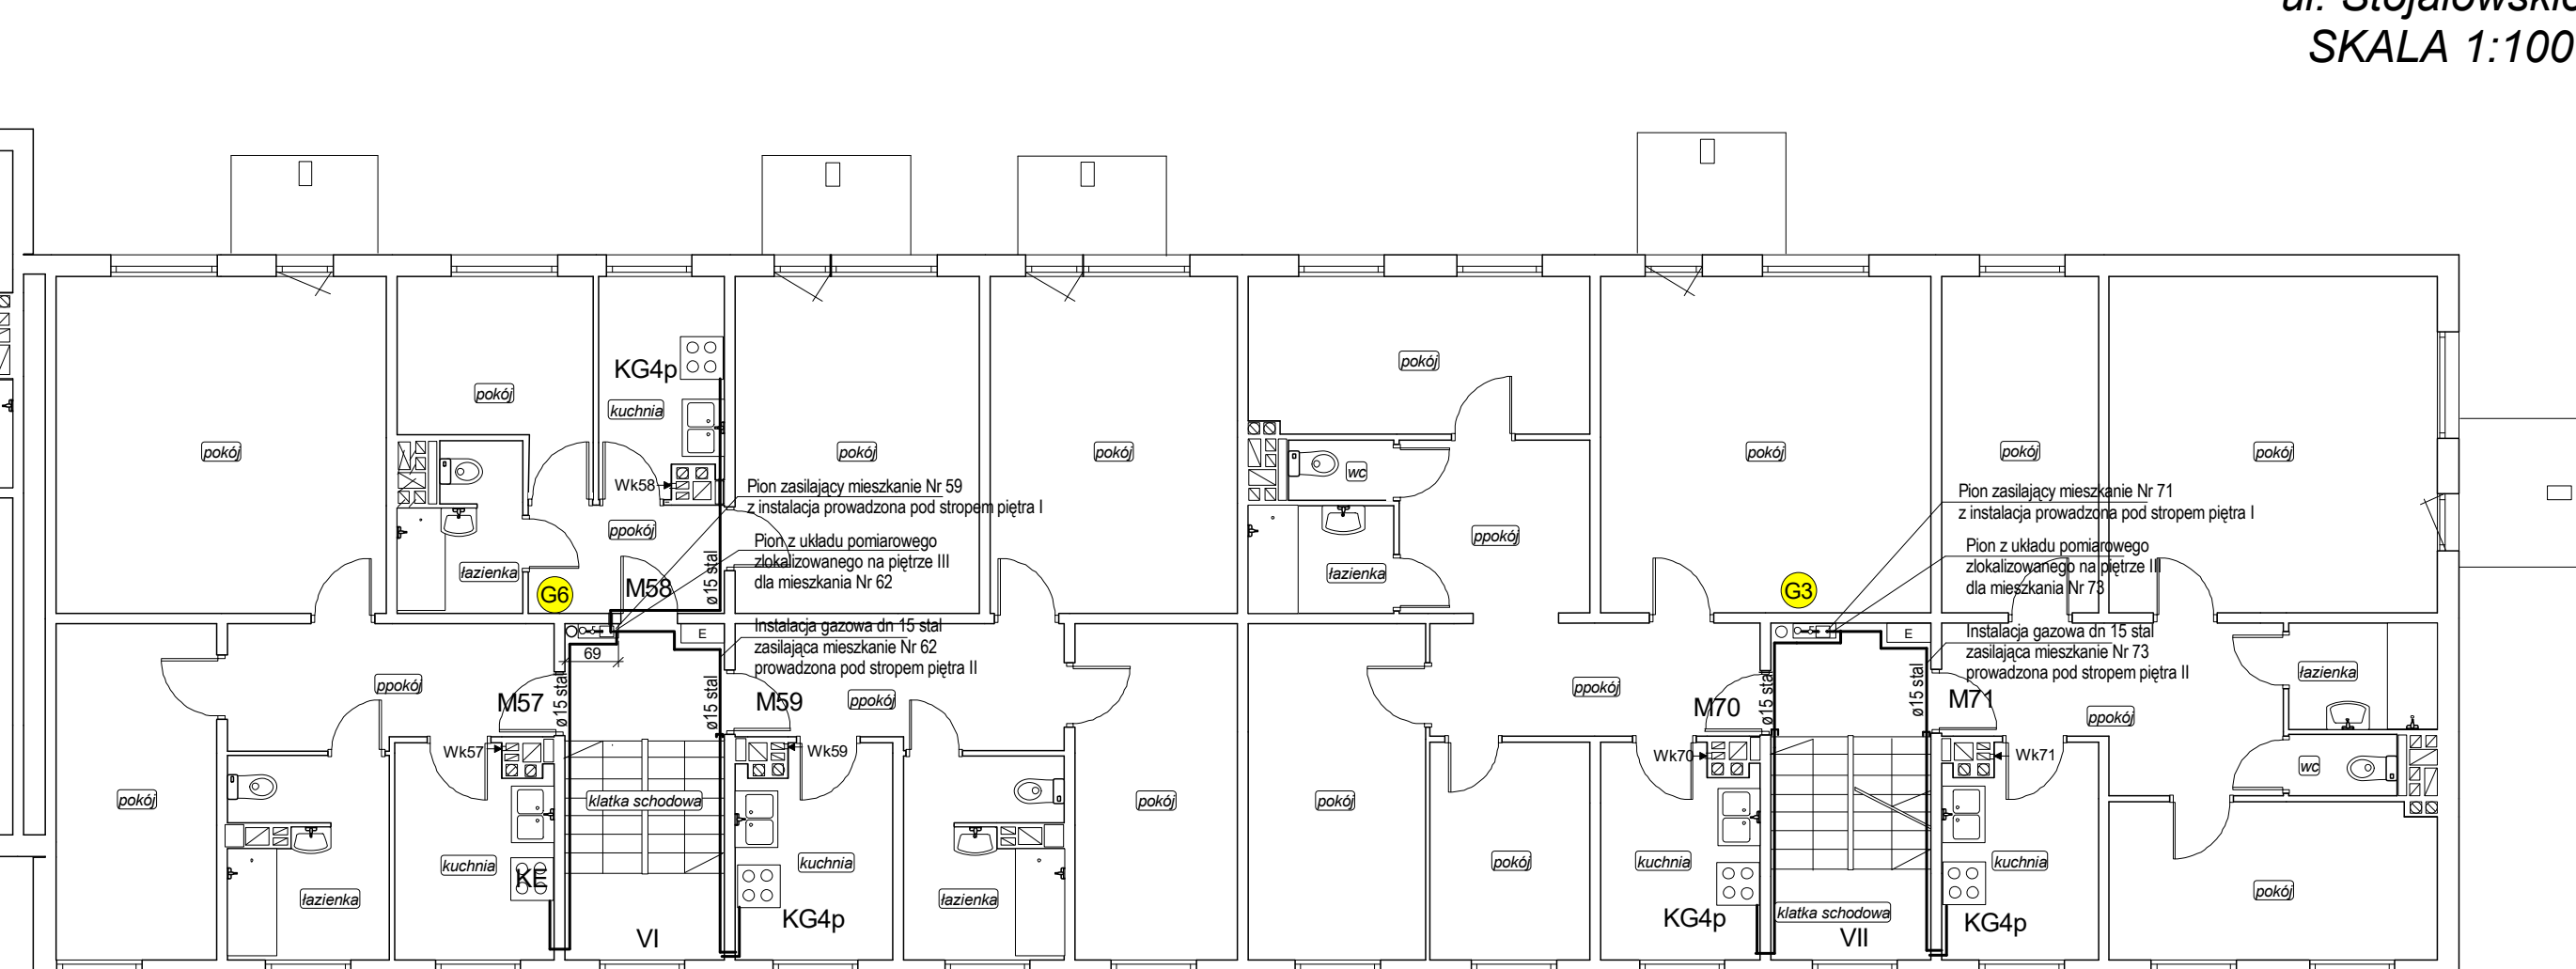 SKALA 1:100
KG4p
pokój
kuchnia
pokój
pokój
pokój
pokój
pokój
pokój
pokój
pokój
wc
Wk58
Pion zasilający mieszkanie Nr 59
z instalacja prowadzona pod stropem piętra I
Pion zasilający mieszkanie Nr 71
z instalacja prowadzona pod stropem piętra I
ppokój
ppokój
Pion z układu pomiarowego
zlokalizowanego na piętrze III
dla mieszkania Nr 62
Pion z układu pomiarowego
zlokalizowanego na piętrze III
dla mieszkania Nr 73
łazienka
łazienka
G6
M58
ø15 stal
G3
E
69
Instalacja gazowa dn 15 stal
zasilająca mieszkanie Nr 62
prowadzona pod stropem piętra II
E
Instalacja gazowa dn 15 stal
zasilająca mieszkanie Nr 73
prowadzona pod stropem piętra II
ppokój
M57
ø15 stal
ø15 stal
M59
ppokój
ppokój
M70
ø15 stal
ø15 stal
M71
ppokój
łazienka
Wk57
Wk59
Wk70
Wk71
wc
pokój
klatka schodowa
pokój
pokój
kuchnia
KE
kuchnia
pokój
kuchnia
kuchnia
pokój
łazienka
KG4p
łazienka
KG4p
klatka schodowa
KG4p
VI
VII